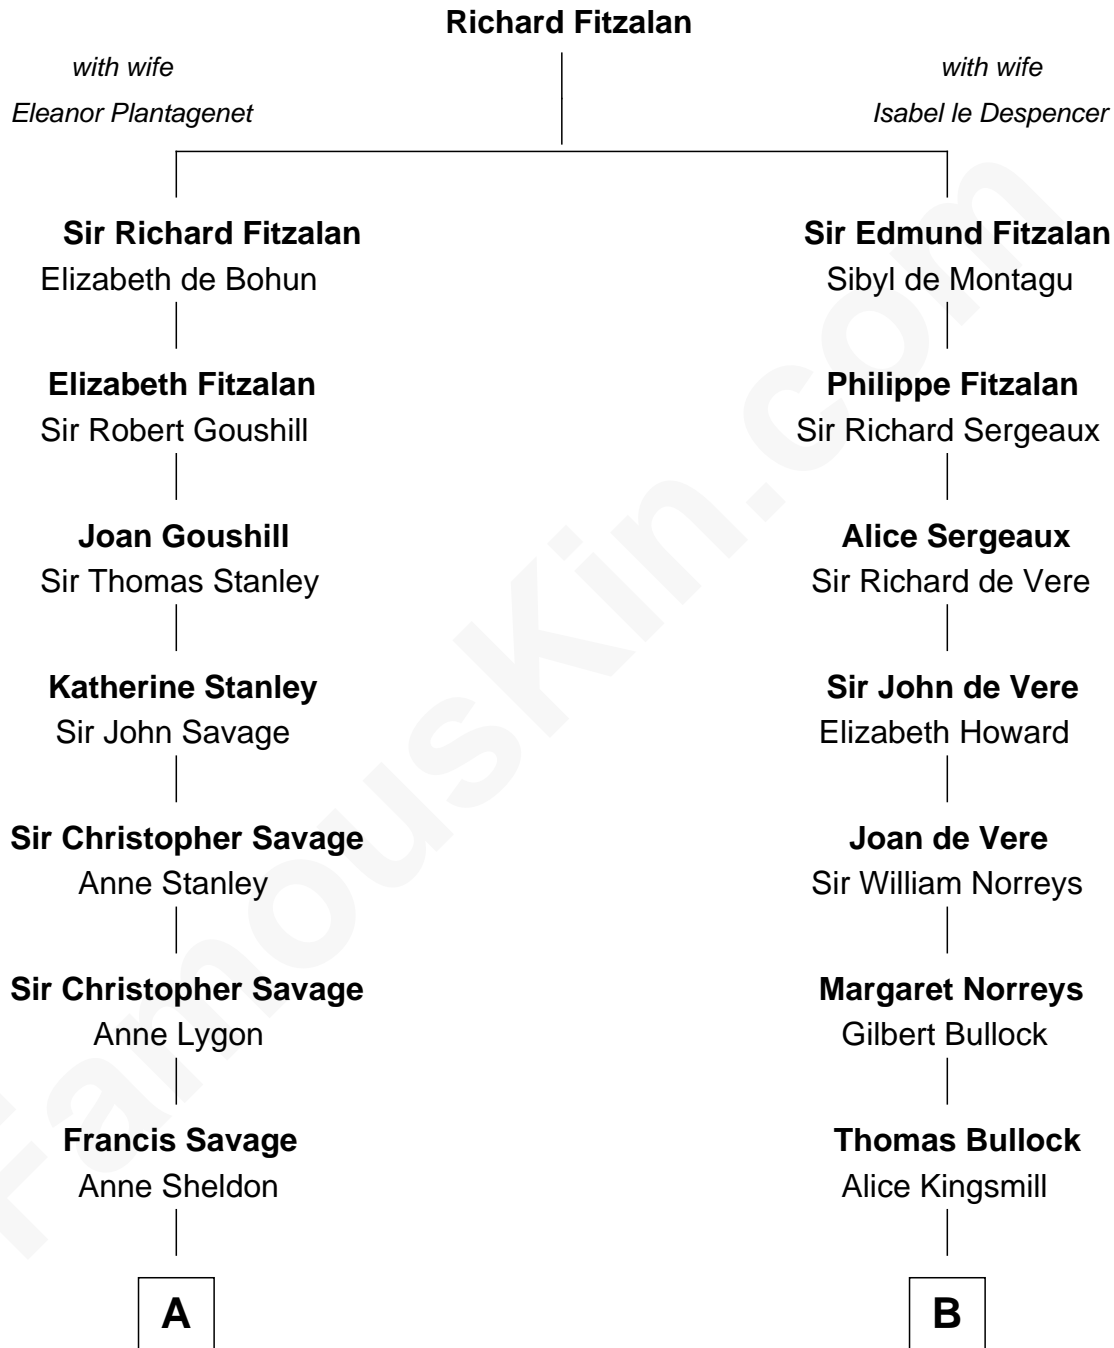 Richard Fitzalan
with wife
Eleanor Plantagenet
with wife
Isabel le Despencer
Sir Richard Fitzalan
Elizabeth de Bohun
Sir Edmund Fitzalan
Sibyl de Montagu
Elizabeth Fitzalan
Sir Robert Goushill
Philippe Fitzalan
Sir Richard Sergeaux
Joan Goushill
Sir Thomas Stanley
Alice Sergeaux
Sir Richard de Vere
Katherine Stanley
Sir John Savage
Sir John de Vere
Elizabeth Howard
Sir Christopher Savage
Anne Stanley
Joan de Vere
Sir William Norreys
Sir Christopher Savage
Anne Lygon
Margaret Norreys
Gilbert Bullock
Francis Savage
Anne Sheldon
Thomas Bullock
Alice Kingsmill
A
B
FamousKin.com